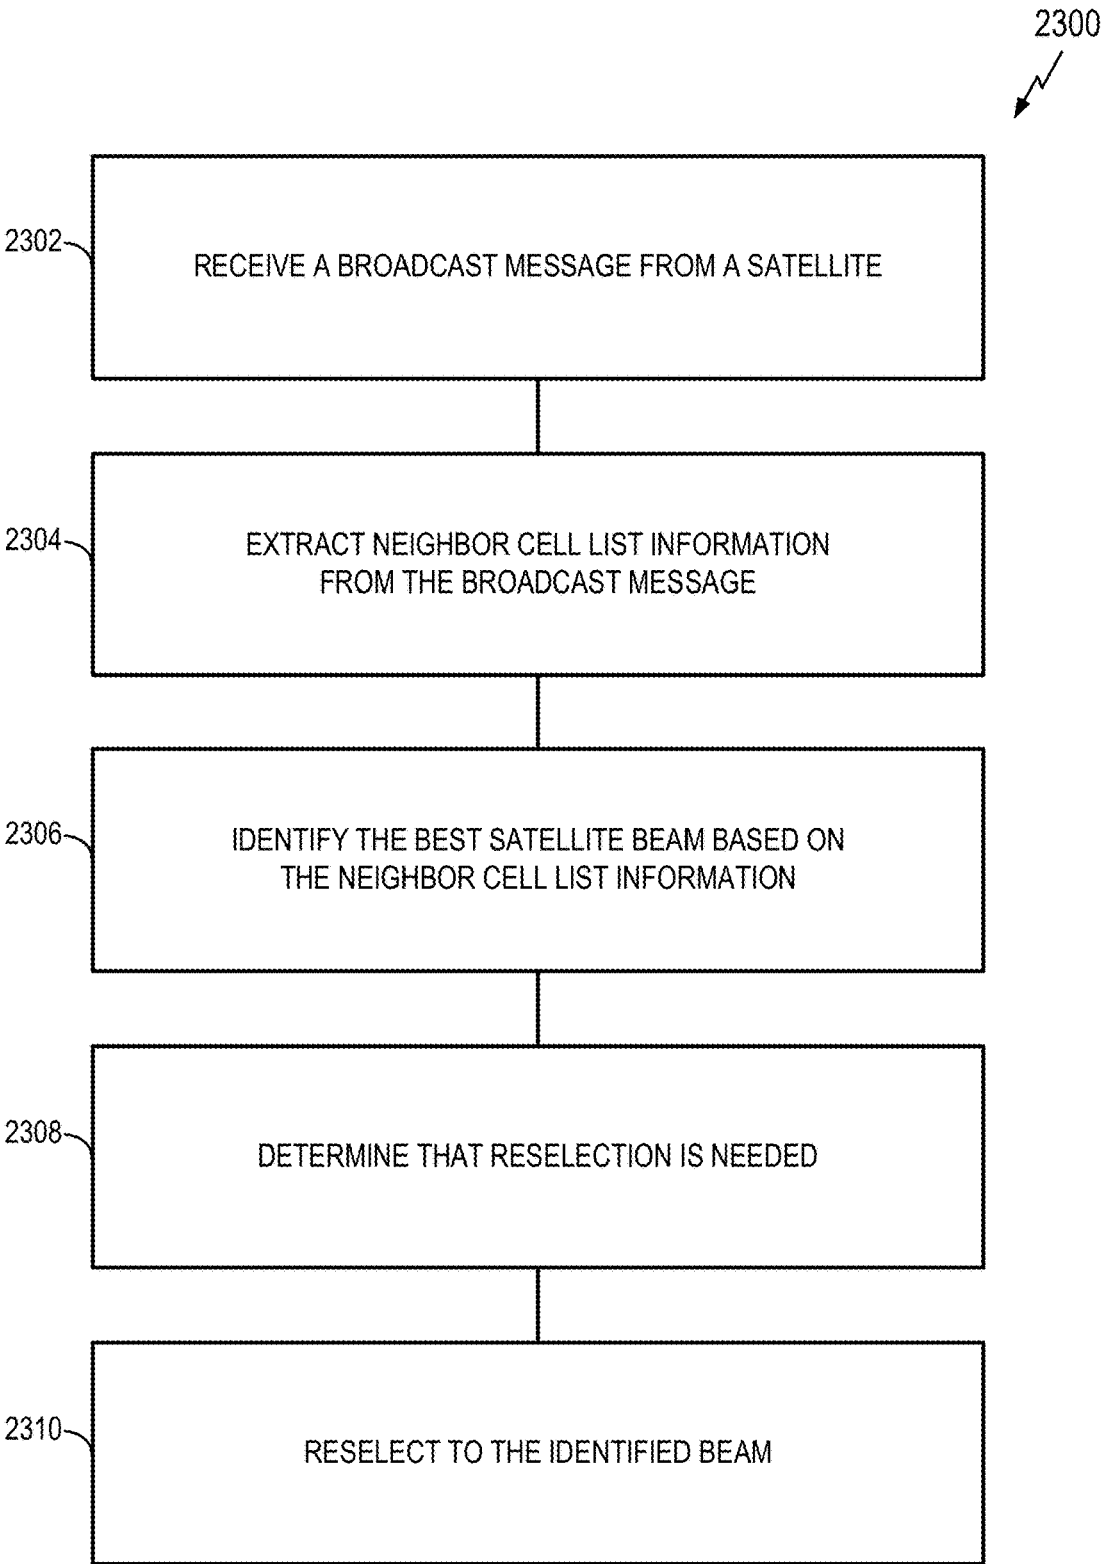 2300
2302
RECEIVE A BROADCAST MESSAGE FROM A SATELLITE
2304
EXTRACT NEIGHBOR CELL LIST INFORMATION
FROM THE BROADCAST MESSAGE
2306
IDENTIFY THE BEST SATELLITE BEAM BASED ON
THE NEIGHBOR CELL LIST INFORMATION
2308
DETERMINE THAT RESELECTION IS NEEDED
2310
RESELECT TO THE IDENTIFIED BEAM